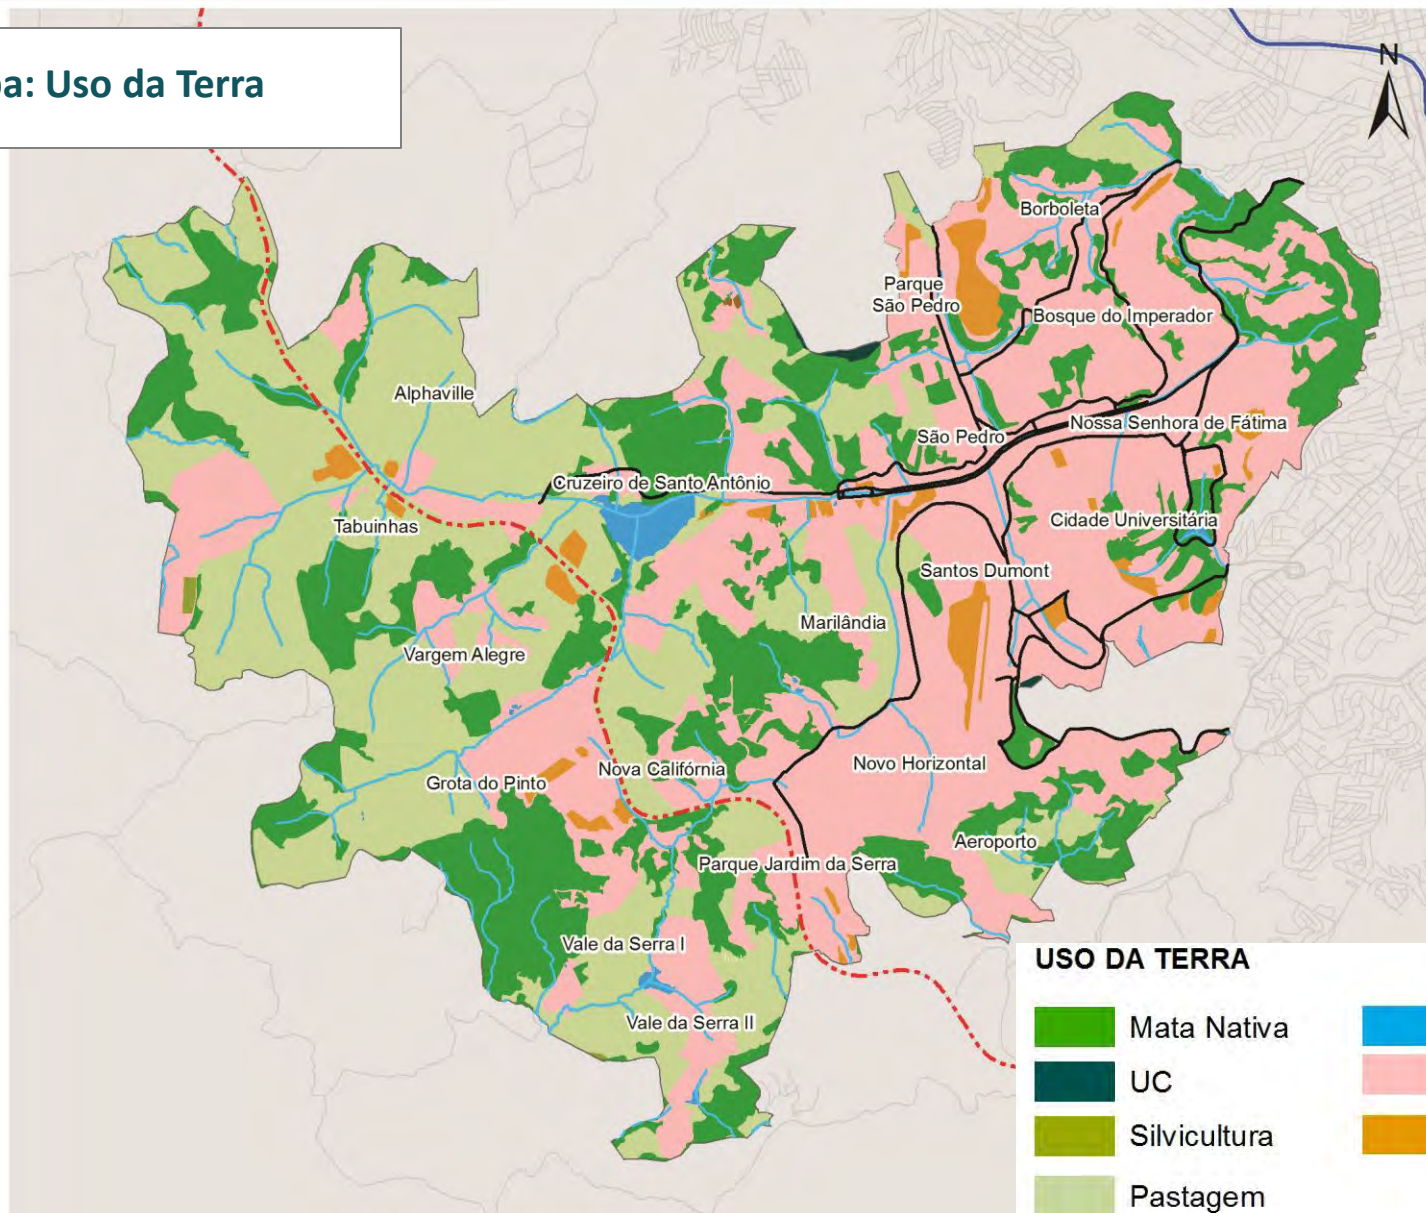 pa: Uso da Terra
N
Borboleta
Parque
São Pedro
Bosque do Imperador
Alphaville
Nossa Senhora de Fátima
São Pedro
Cruzeiro de Santo Antônio
Tabuinhas
Cidade Universitária
Santos Dumont
Marilândia
Vargem Alegre
Grota do Pinto
Nova Califórnia
Novo Horizontal
Parque Jardim da Serra
Aeroporto
Vale da Serra I
Vale da Serra II
USO DA TERRA
Mata Nativa
UC
Silvicultura
Pastagem